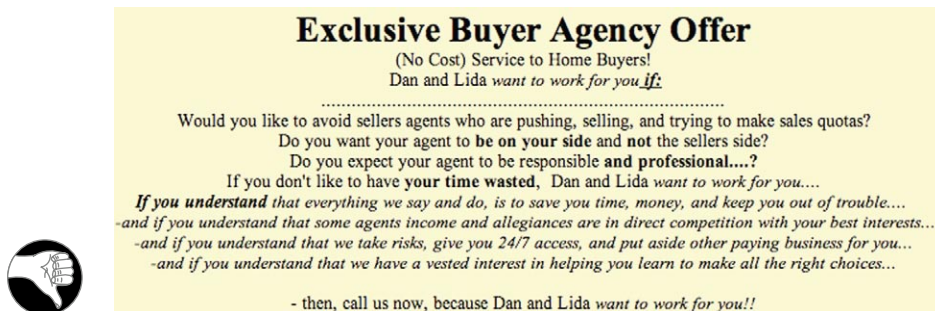 Exclusive Buyer Agency Offer
(No Cost) Service to Home Buyers!
Dan and Lida want to work for you if:
................................................................................
Would you like to avoid sellers agents who are pushing, selling, and trying to make sales quotas?
Do you want your agent to be on your side and not the sellers side?
Do you expect your agent to be responsible and professional....?
If you don't like to have your time wasted, Dan and Lida want to work for you....
If you understand that everything we say and do, is to save you time, money, and keep you out of trouble....
-and if you understand that some agents income and allegiances are in direct competition with your best interests...
-and if you understand that we take risks, give you 24/7 access, and put aside other paying business for you...
-and if you understand that we have a vested interest in helping you learn to make all the right choices...
- then, call us now, because Dan and Lida want to work for you!!